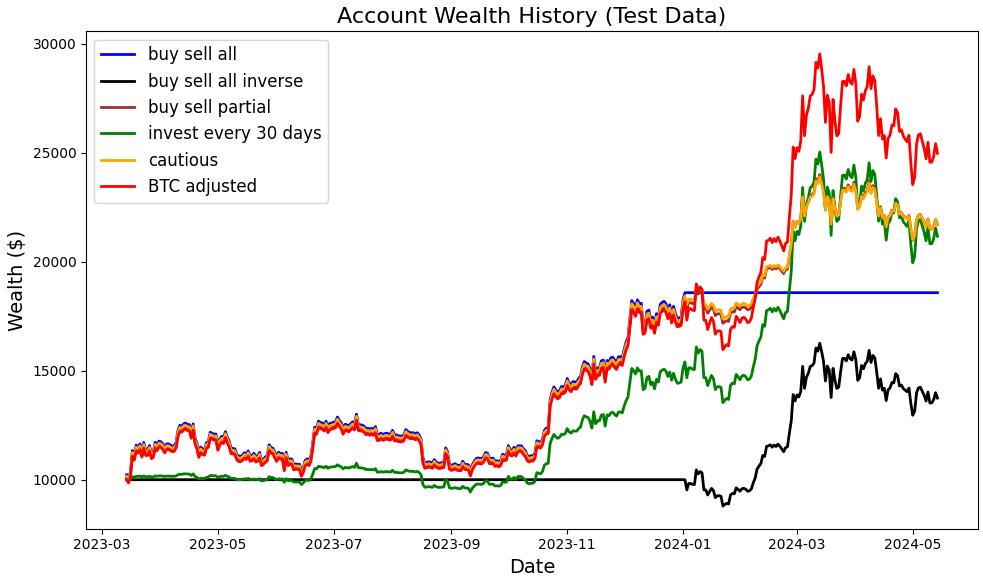 Account Wealth History (Test Data)
30000
25000
20000
15000
10000
Wealth ($)
buy sell all
buy sell all inverse
buy sell partial
invest every 30 days
cautious
BTC adjusted
2023-03 2023-05 2023-07 2023-09 2023-11 2024-01 2024-03 2024-05
Date